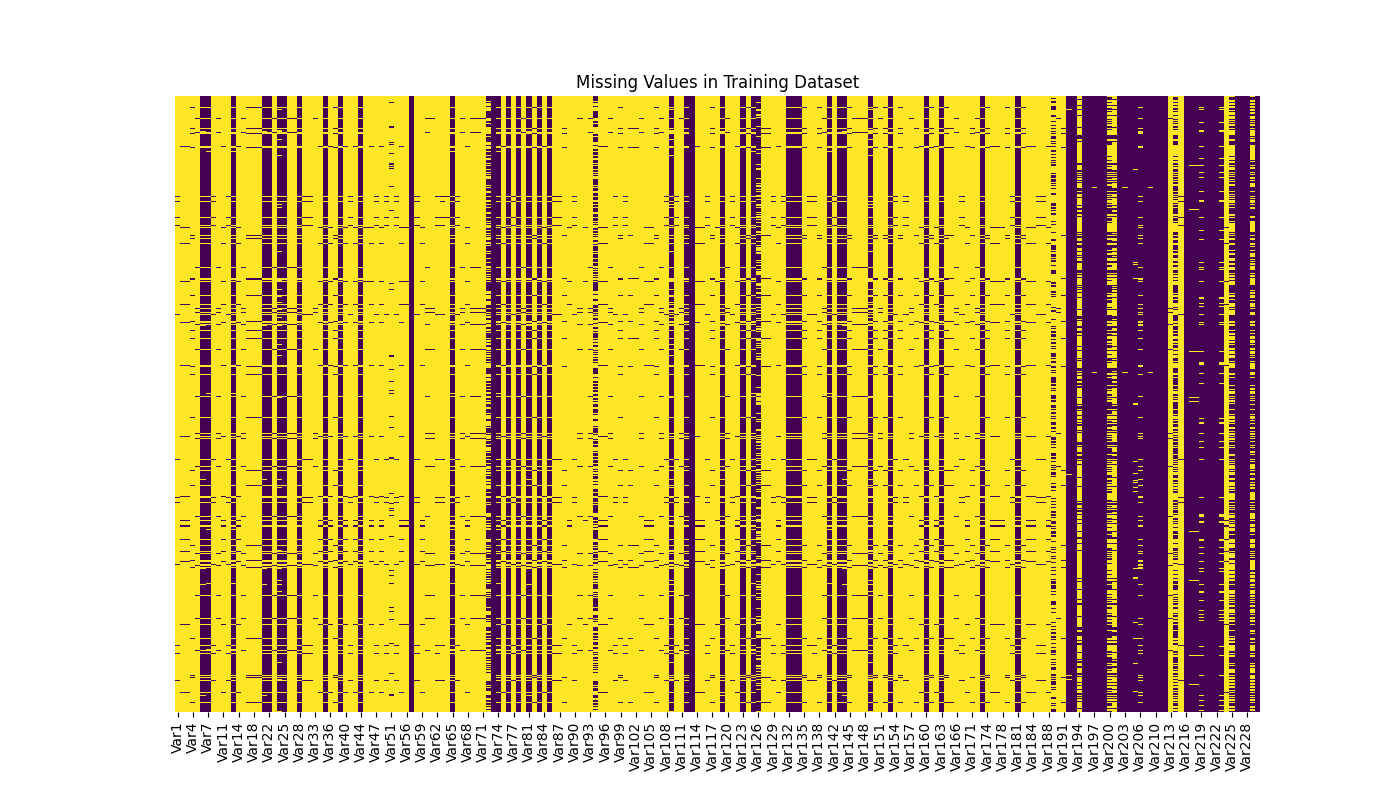 Missing Values in Training Dataset
Var1 Var4 Var7 Var11 Var14 Var18 Var22 Var25 Var28 Var33 Var36 Var40 Var44 Var47 Var51 Var56 Var59 Var62 Var65 Var68 Var71 Var74 Var77 Var81 Var84 Var87 Var90 Var93 Var96 Var99 Var102 Var105 Var108 Var111 Var114 Var117 Var120 Var123 Var126 Var129 Var132 Var135 Var138 Var142 Var145 Var148 Var151 Var154 Var157 Var160 Var163 Var166 Var171 Var174 Var178 Var181 Var184 Var188 Var191 Var194 Var197 Var200 Var203 Var206 Var210 Var213 Var216 Var219 Var222 Var225 Var228